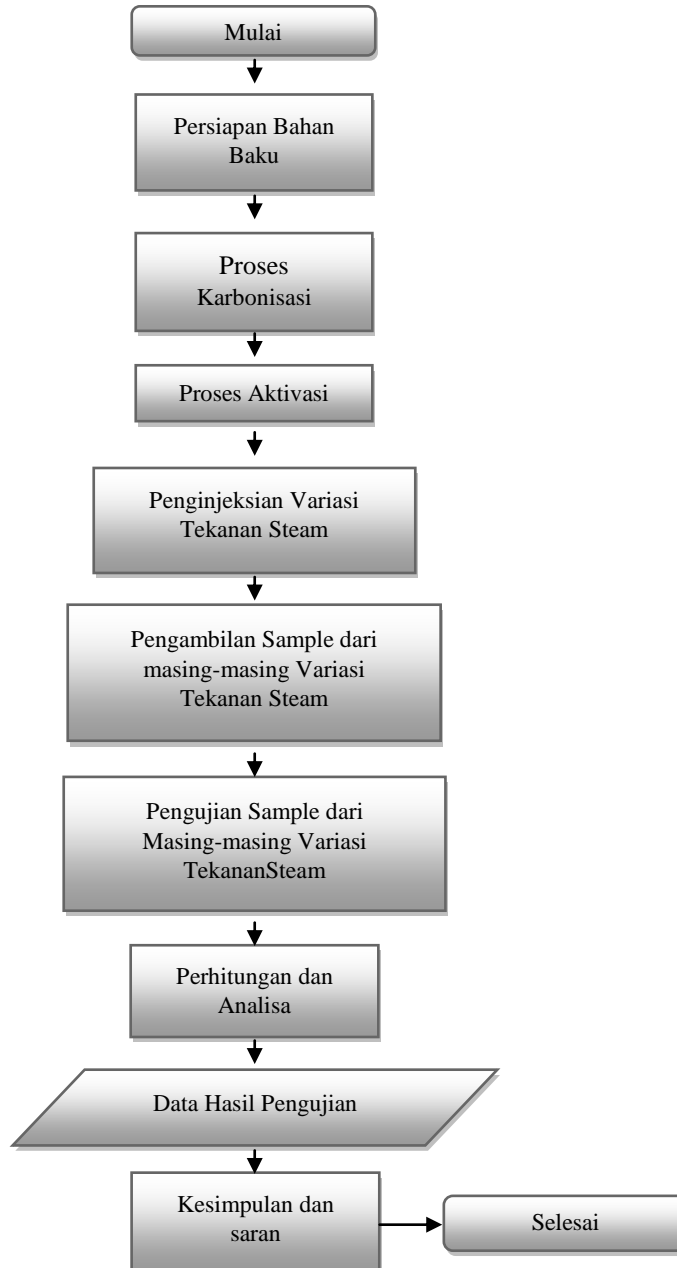 Mulai
Persiapan Bahan
Baku
Proses
Karbonisasi
Proses Aktivasi
Penginjeksian Variasi
Tekanan Steam
Pengambilan Sample dari
masing-masing Variasi
Tekanan Steam
Pengujian Sample dari
Masing-masing Variasi
TekananSteam
Perhitungan dan
Analisa
Data Hasil Pengujian
Kesimpulan dan
saran
Selesai